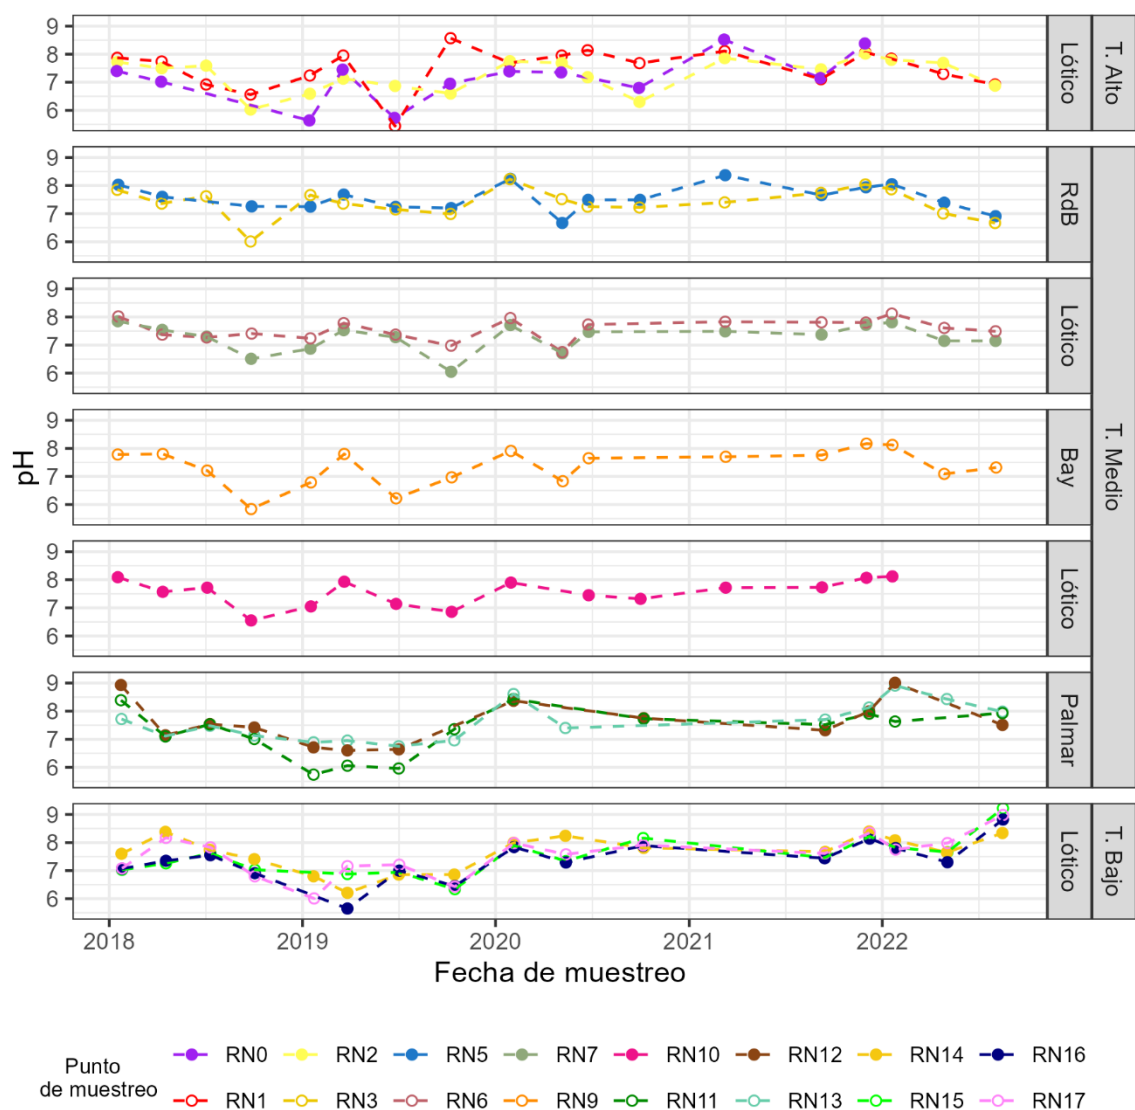 pH
9
8
7
6
Lótico
T. Alto
9
8
7
6
RdB
T. Medio
9
8
7
6
Lótico
9
8
7
6
Bay
9
8
7
6
Lótico
9
8
7
6
Palmar
9
8
7
6
Lótico
T. Bajo
2018 2019 2020 2021 2022
Fecha de muestreo
Punto
de muestreo
RN0 RN2 RN5 RN7 RN10 RN12 RN14 RN16
RN1 RN3 RN6 RN9 RN11 RN13 RN15 RN17